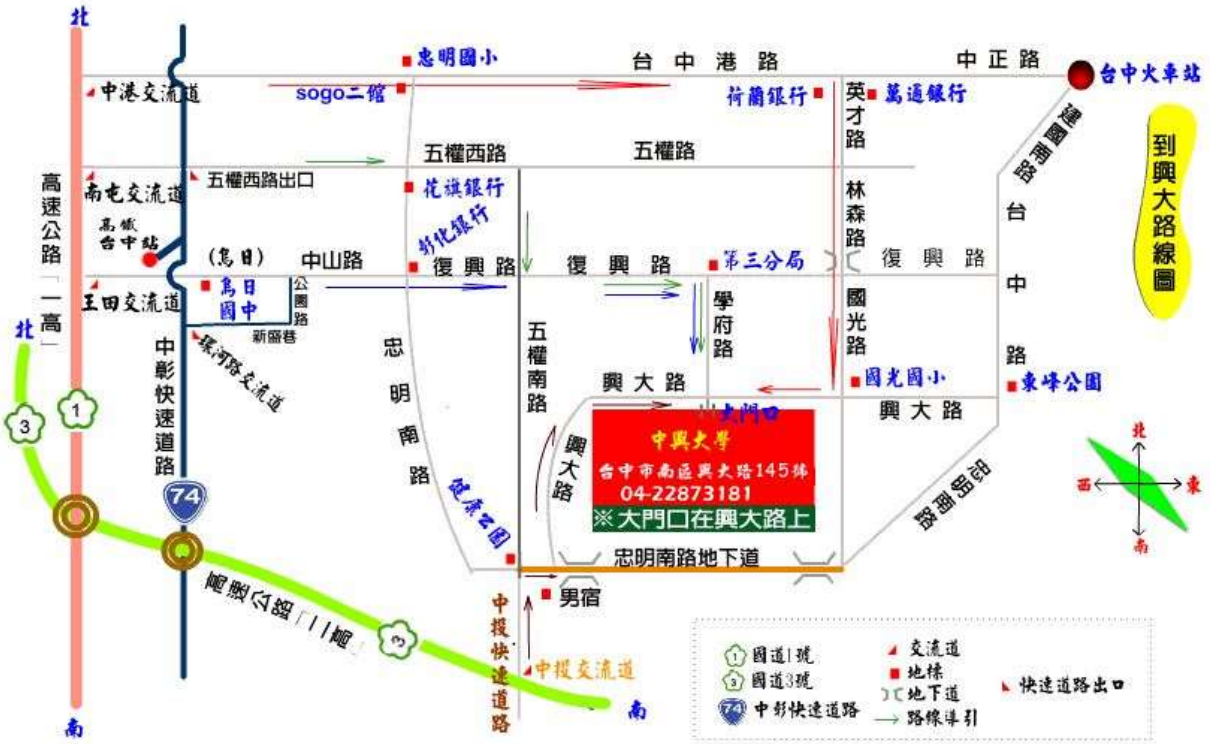 北
忠明國小
台中港路
中正路
台中火車站
中港交流道
sogo二館
荷蘭銀行
英才路
萬通銀行
建國南路
到興大路線圖
五權西路
五權路
高速公路「一高」
南屯交流道
五權西路出口
花旗銀行
林森路
高鐵
台中站
彰化銀行
台中路
(烏日)
中山路
復興路
復興路
第三分局
復興路
王田交流道
烏日
國中
公園路
學府路
國光路
北
新盛巷
環河路交流道
中彰快速道路
忠明南路
五權南路
興大路
國光國小
東峰公園
3
1
大門口
興大路
中興大學
台中市南區興大路145號
04-22873181
※大門口在興大路上
興大路
忠明南路
北
西
東
南
74
健康公園
忠明南路地下道
高速公路「二高」
3
男宿
中投快速道路
中投交流道
南
南
1 國道1號
3 國道3號
74 中彰快速道路
交流道
地標
地下道
路線導引
快速道路出口